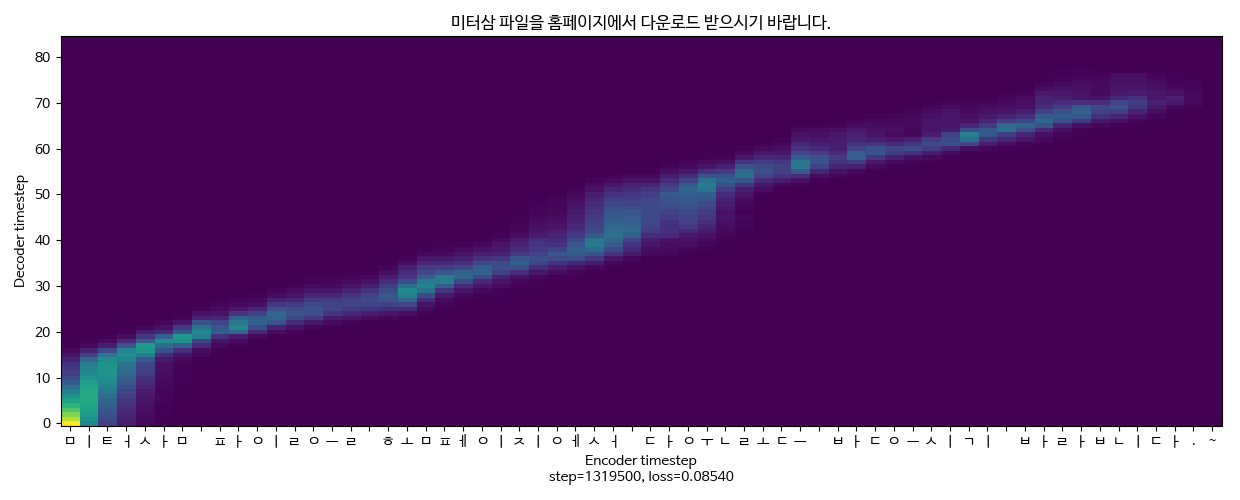 미터삼 파일을 홈페이지에서 다운로드 받으시기 바랍니다.
80
70
60
50
40
30
20
10
0
Decoder timestep
ㅁ ㅣ ㅌ ㅓ ㅅ ㅏ ㅁ ㅍ ㅏ ㅇ ㅣ ㄹ ㅇ ㅡ ㄹ ㅎ ㅗ ㅁ ㅍ ㅔ ㅇ ㅣ ㅈ ㅣ ㅇ ㅔ ㅅ ㅓ ㄷ ㅏ ㅇ ㅜ ㄴ ㄹ ㅗ ㄷ ㅡ ㅂ ㅏ ㄷ ㅇ ㅡ ㅅ ㅣ ㄱ ㅣ ㅂ ㅏ ㄹ ㅏ ㅂ ㄴ ㅣ ㄷ ㅏ . ~
Encoder timestep
step=1319500, loss=0.08540